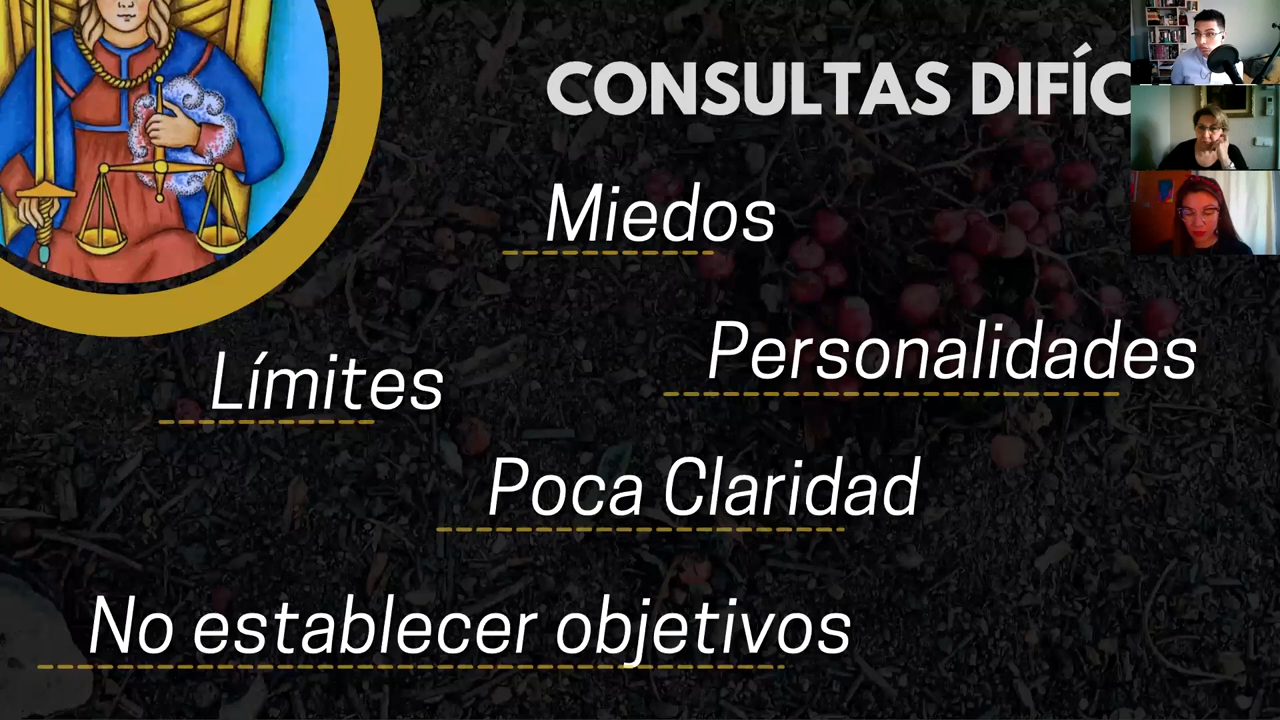 CONSULTAS DIFÍC
Miedos
Personalidades
Límites
Poca Claridad
No establecer objetivos